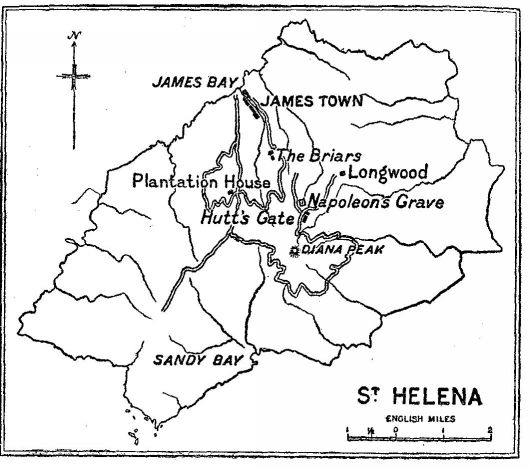 N
JAMES BAY
JAMES TOWN
The Briars
Longwood
Plantation House
Napoleon's Grave
Hutt's Gate
DIANA PEAK
SANDY BAY
ST HELENA
ENGLISH MILES
1 ½ 0 1 2